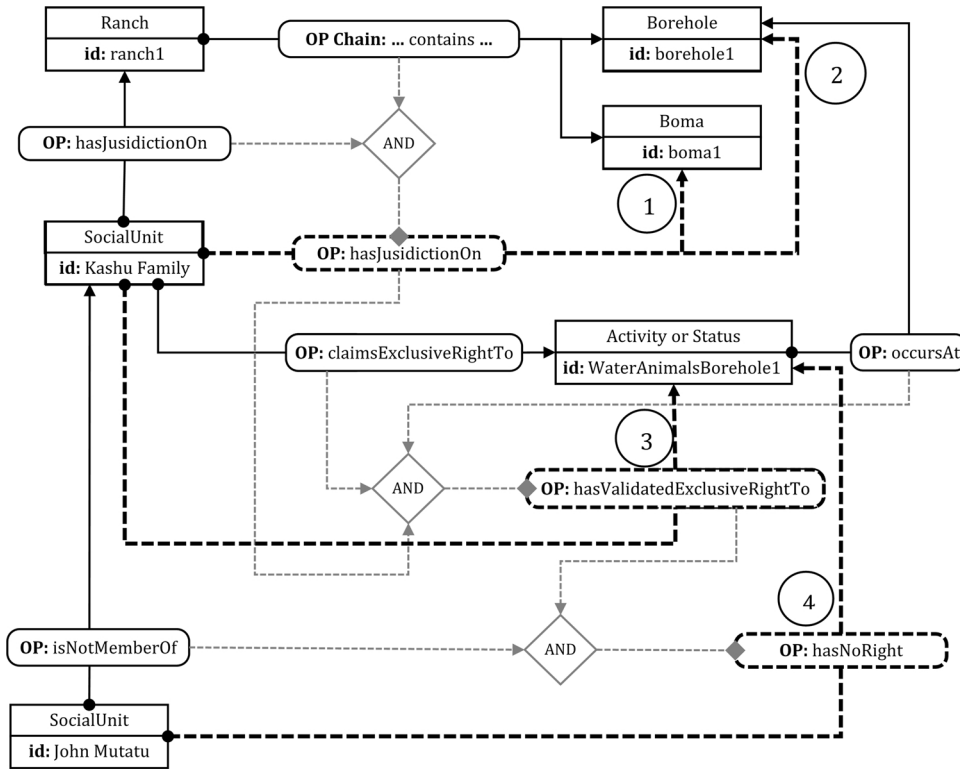 Ranch
id: ranch1
OP Chain: ... contains ...
Borehole
id: borehole1
2
OP: hasJusidictionOn
AND
Boma
id: boma1
1
SocialUnit
id: Kashu Family
OP: hasJusidictionOn
OP: claimsExclusiveRightTo
Activity or Status
id: WaterAnimalsBorehole1
OP: occursAt
3
AND
OP: hasValidatedExclusiveRightTo
4
OP: isNotMemberOf
AND
OP: hasNoRight
SocialUnit
id: John Mutatu